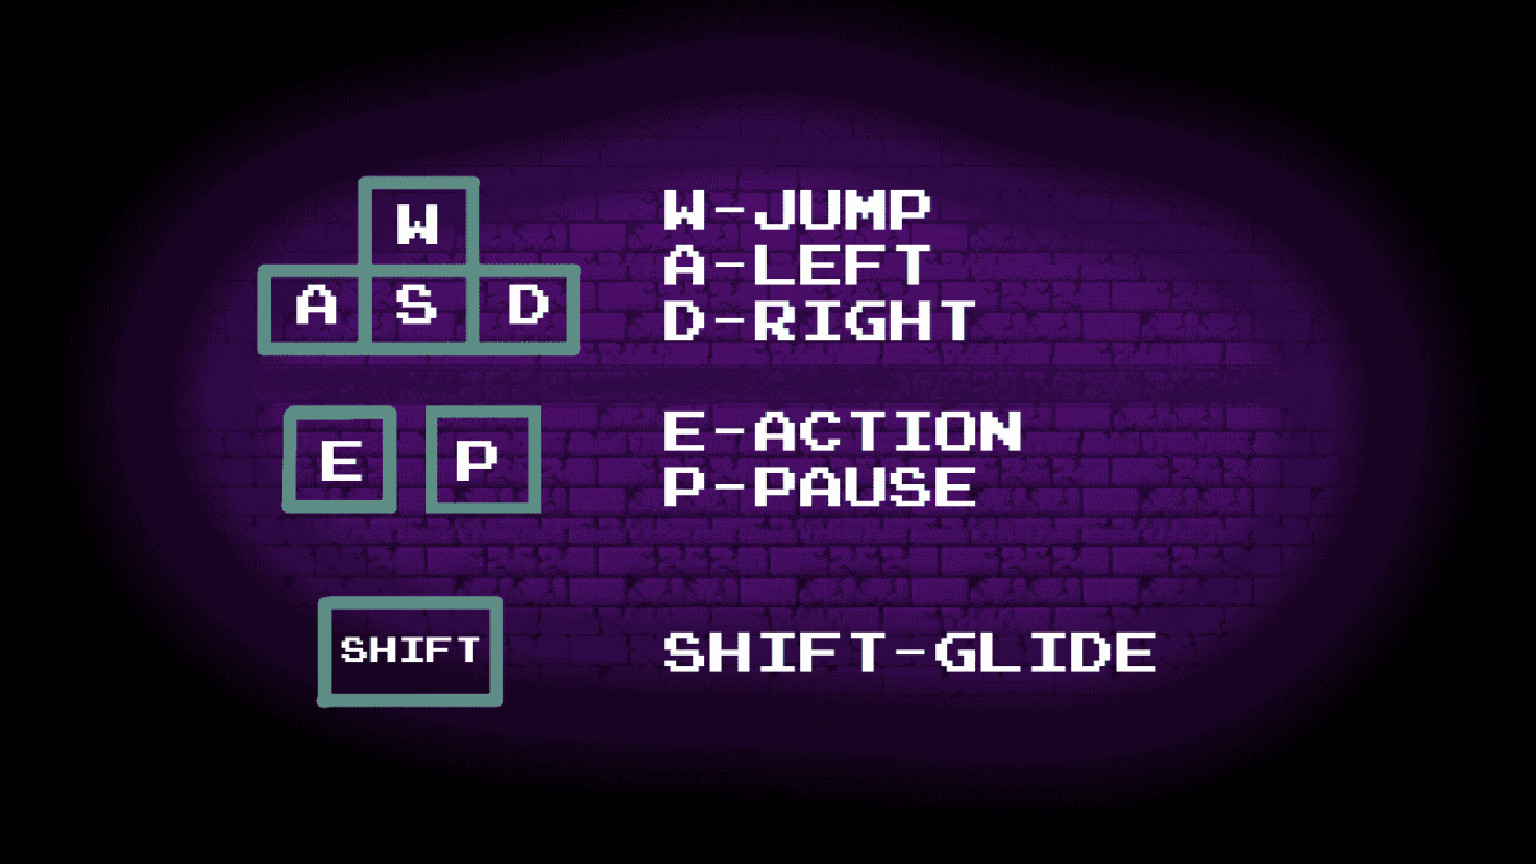 W
A S D
W-JUMP
A-LEFT
D-RIGHT
E P
E-ACTION
P-PAUSE
SHIFT
SHIFT-GLIDE